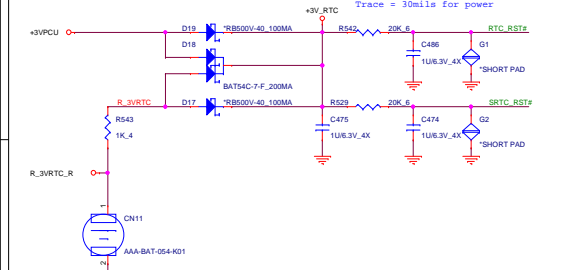 Trace = 30mils for power
+3V_RTC
+3VPCU
D19
*RB500V-40_100MA
R542
20K_6
RTC_RST#
D18
C486
G1
1U/6.3V_4X
*SHORT PAD
BAT54C-7-F_200MA
R_3VRTC
D17
*RB500V-40_100MA
R529
20K_6
SRTC_RST#
R543
C475
C474
G2
1K_4
1U/6.3V_4X
1U/6.3V_4X
*SHORT PAD
R_3VRTC_R
1
CN11
AAA-BAT-054-K01
2